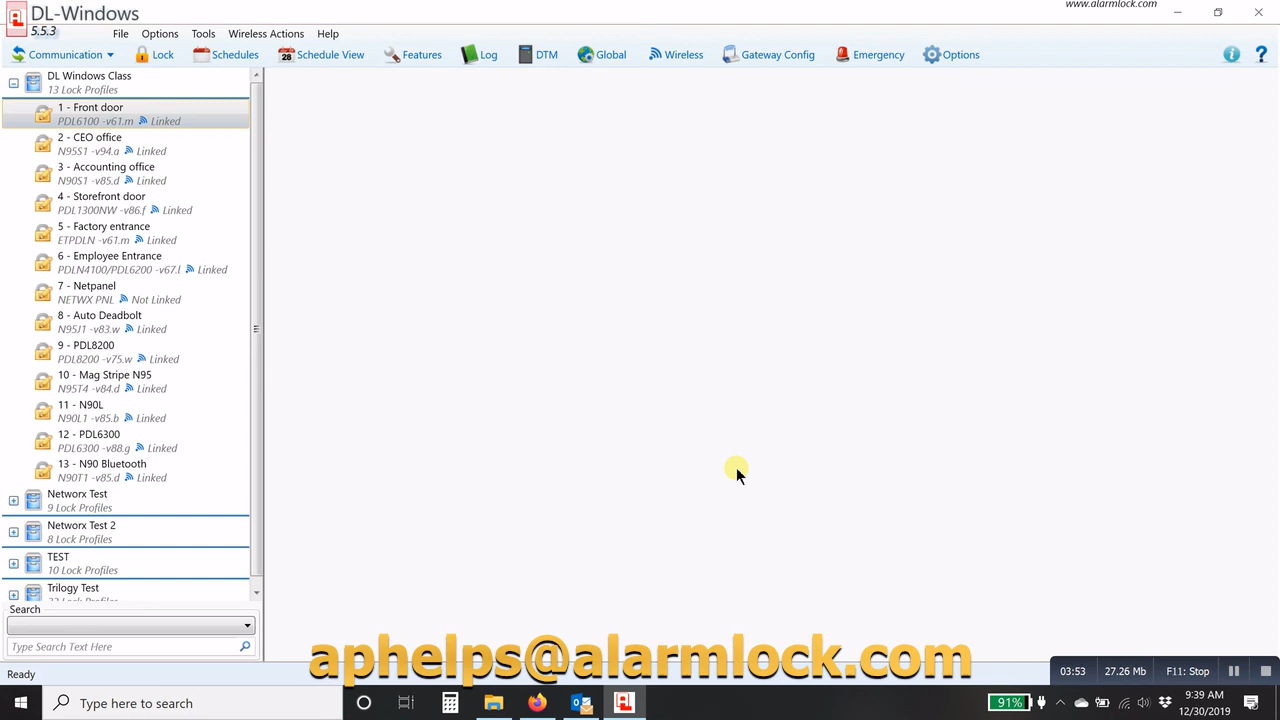 DL-Windows
www.alarmlock.com
5.5.3
File Options Tools Wireless Actions Help
Communication Lock Schedules 28 Schedule View Features Log DTM Global Wireless Gateway Config Emergency Options
DL Windows Class
13 Lock Profiles
1 - Front door
PDL6100 -v61.m Linked
2 - CEO office
N95S1 -v94.a Linked
3 - Accounting office
N90S1 -v85.d Linked
4 - Storefront door
PDL1300NW -v86.f Linked
5 - Factory entrance
ETPDLN -v61.m Linked
6 - Employee Entrance
PDLN4100/PDL6200 -v67.l Linked
7 - Netpanel
NETWX PNL Not Linked
8 - Auto Deadbolt
N95J1 -v83.w Linked
9 - PDL8200
PDL8200 -v75.w Linked
10 - Mag Stripe N95
N95T4 -v84.d Linked
11 - N90L
N90L1 -v85.b Linked
12 - PDL6300
PDL6300 -v88.g Linked
13 - N90 Bluetooth
N90T1 -v85.d Linked
Networx Test
9 Lock Profiles
Networx Test 2
8 Lock Profiles
TEST
10 Lock Profiles
Trilogy Test
Search
Type Search Text Here
aphelps@alarmlock.com
Ready
03:53 27.26 Mb F11: Stop
Type here to search
91%
9:39 AM
12/30/2019